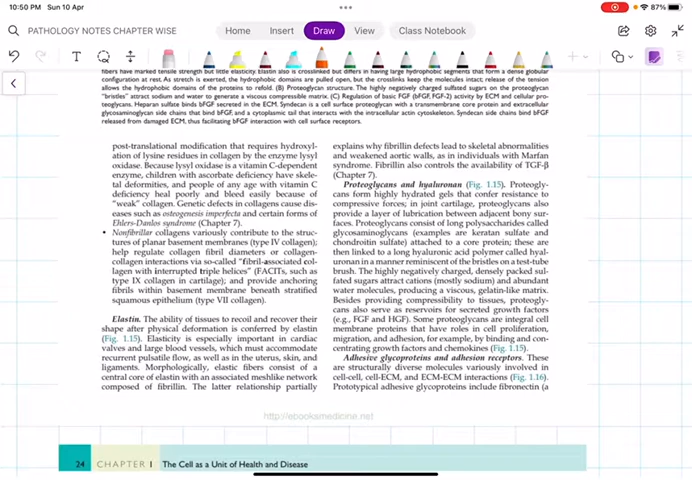 10:50 PM Sun 10 Apr
87%
PATHOLOGY NOTES CHAPTER WISE
Home Insert Draw View Class Notebook
fibers have marked tensile strength but little elasticity. Elastin is also crosslinked but differs in having large hydrophobic segments that form a dense globular
configuration at rest. As stretch is exerted, the hydrophobic domains are pulled open, but the crosslinks keep the molecules intact; release of the tension
allows the hydrophobic domains of the proteins to refold. (B) Proteoglycan structure. The highly negatively charged sulfated sugars on the proteoglycan
"bristles" attract sodium and water to generate a viscous compressible matrix. (C) Regulation of basic FGF (bFGF, FGF-2) activity by ECM and cellular pro-
teoglycans. Heparan sulfate binds bFGF secreted in the ECM. Syndecan is a cell surface proteoglycan with a transmembrane core protein and extracellular
glycosaminoglycan side chains that bind bFGF, and a cytoplasmic tail that interacts with the intracellular actin cytoskeleton. Syndecan side chains bind bFGF
released from damaged ECM, thus facilitating bFGF interaction with cell surface receptors.
post-translational modification that requires hydroxyl-
ation of lysine residues in collagen by the enzyme lysyl
oxidase. Because lysyl oxidase is a vitamin C-dependent
enzyme, children with ascorbate deficiency have skele-
tal deformities, and people of any age with vitamin C
deficiency heal poorly and bleed easily because of
"weak" collagen. Genetic defects in collagens cause dis-
eases such as osteogenesis imperfecta and certain forms of
Ehlers-Danlos syndrome (Chapter 7).
• Nonfibrillar collagens variously contribute to the struc-
tures of planar basement membranes (type IV collagen);
help regulate collagen fibril diameters or collagen-
collagen interactions via so-called "fibril-associated col-
lagen with interrupted triple helices" (FACITs, such as
type IX collagen in cartilage); and provide anchoring
fibrils within basement membrane beneath stratified
squamous epithelium (type VII collagen).
Elastin. The ability of tissues to recoil and recover their
shape after physical deformation is conferred by elastin
(Fig. 1.15). Elasticity is especially important in cardiac
valves and large blood vessels, which must accommodate
recurrent pulsatile flow, as well as in the uterus, skin, and
ligaments. Morphologically, elastic fibers consist of a
central core of elastin with an associated meshlike network
composed of fibrillin. The latter relationship partially
explains why fibrillin defects lead to skeletal abnormalities
and weakened aortic walls, as in individuals with Marfan
syndrome. Fibrillin also controls the availability of TGF-β
(Chapter 7).
Proteoglycans and hyaluronan (Fig. 1.15). Proteogly-
cans form highly hydrated gels that confer resistance to
compressive forces; in joint cartilage, proteoglycans also
provide a layer of lubrication between adjacent bony sur-
faces. Proteoglycans consist of long polysaccharides called
glycosaminoglycans (examples are keratan sulfate and
chondroitin sulfate) attached to a core protein; these are
then linked to a long hyaluronic acid polymer called hyal-
uronan in a manner reminiscent of the bristles on a test-tube
brush. The highly negatively charged, densely packed sul-
fated sugars attract cations (mostly sodium) and abundant
water molecules, producing a viscous, gelatin-like matrix.
Besides providing compressibility to tissues, proteogly-
cans also serve as reservoirs for secreted growth factors
(e.g., FGF and HGF). Some proteoglycans are integral cell
membrane proteins that have roles in cell proliferation,
migration, and adhesion, for example, by binding and con-
centrating growth factors and chemokines (Fig. 1.15).
Adhesive glycoproteins and adhesion receptors. These
are structurally diverse molecules variously involved in
cell-cell, cell-ECM, and ECM-ECM interactions (Fig. 1.16).
Prototypical adhesive glycoproteins include fibronectin (a
http://ebooksmedicine.net
24 CHAPTER 1 The Cell as a Unit of Health and Disease